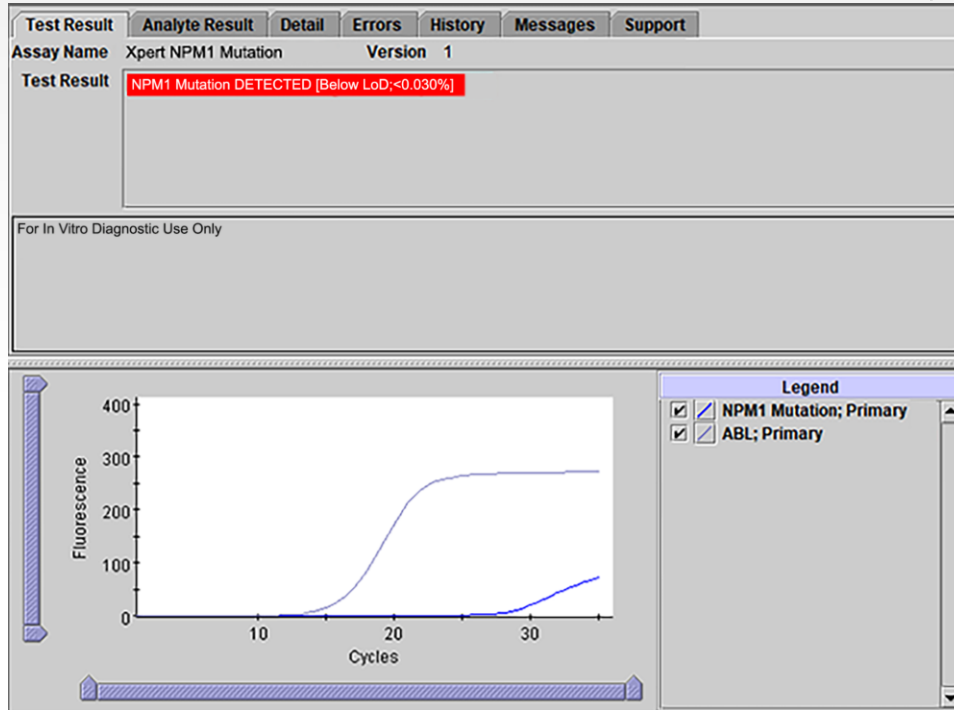 Test Result Analyte Result Detail Errors History Messages Support
Assay Name Xpert NPM1 Mutation Version 1
Test Result NPM1 Mutation DETECTED [Below LoD;<0.030%]
For In Vitro Diagnostic Use Only
Legend
NPM1 Mutation; Primary
ABL; Primary
400
300
200
100
0
Fluorescence
10 20 30
Cycles